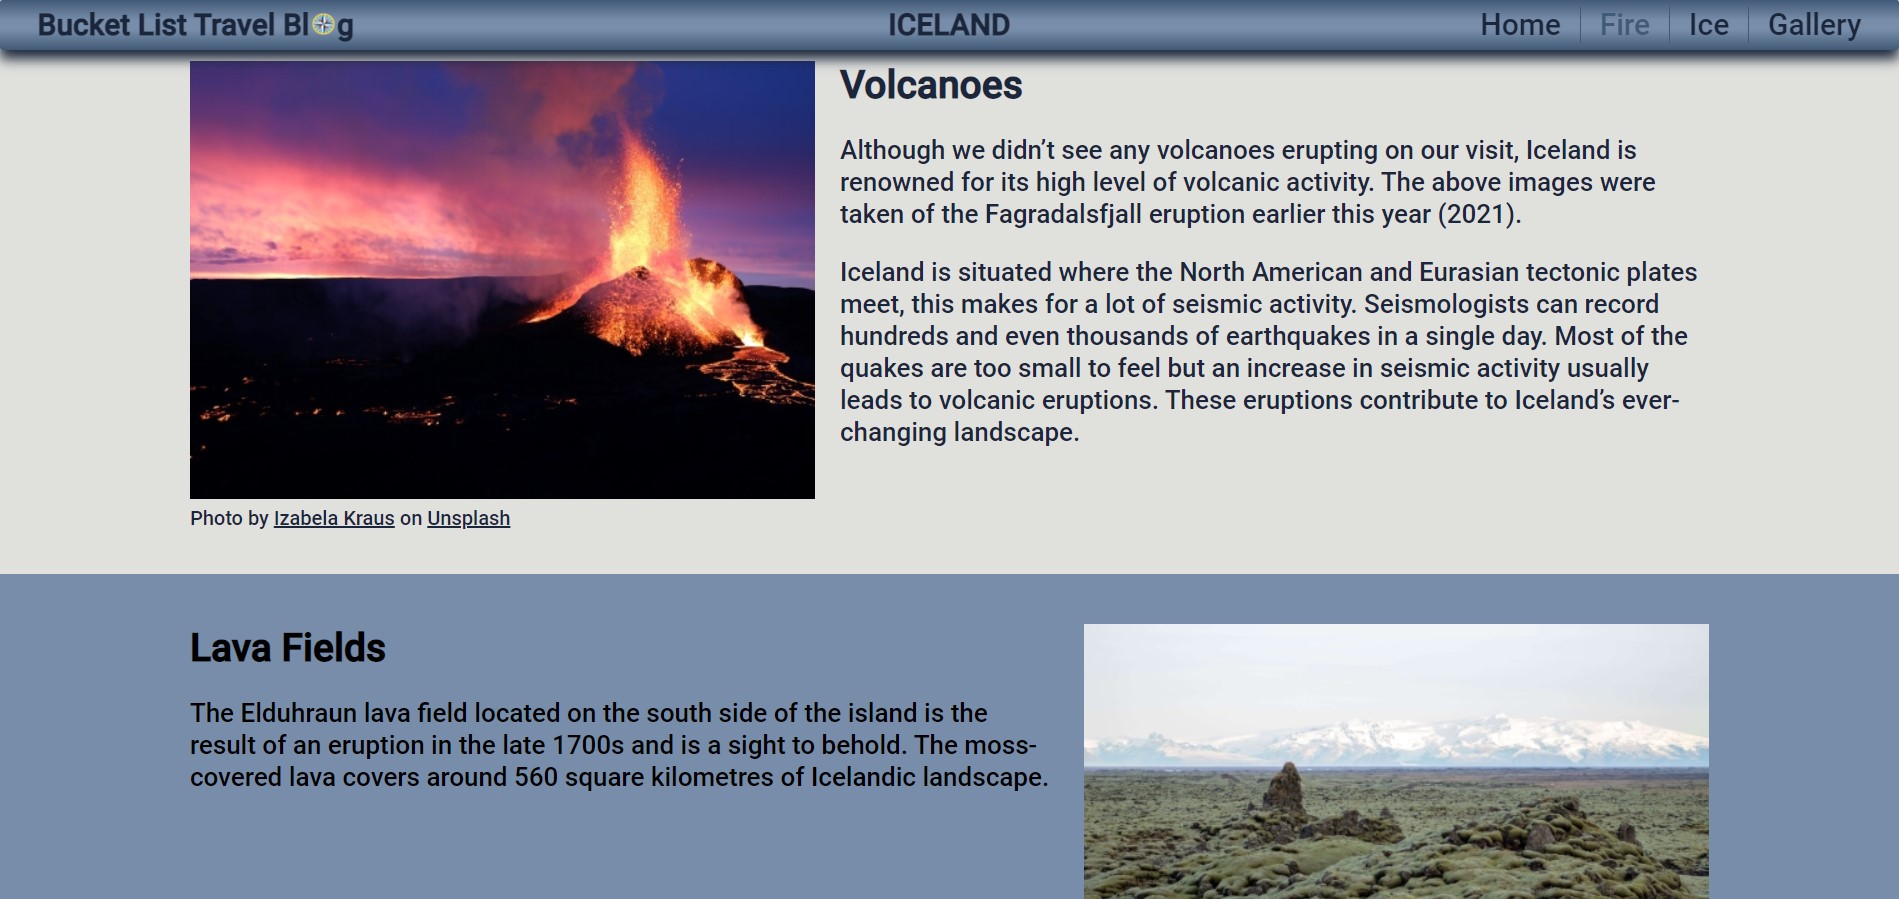 Bucket List Travel Blog
ICELAND
Home
Fire
Ice
Gallery
Volcanoes
Although we didn’t see any volcanoes erupting on our visit, Iceland is
renowned for its high level of volcanic activity. The above images were
taken of the Fagradalsfjall eruption earlier this year (2021).
Iceland is situated where the North American and Eurasian tectonic plates
meet, this makes for a lot of seismic activity. Seismologists can record
hundreds and even thousands of earthquakes in a single day. Most of the
quakes are too small to feel but an increase in seismic activity usually
leads to volcanic eruptions. These eruptions contribute to Iceland’s ever-
changing landscape.
Photo by Izabela Kraus on Unsplash
Lava Fields
The Elduhraun lava field located on the south side of the island is the
result of an eruption in the late 1700s and is a sight to behold. The moss-
covered lava covers around 560 square kilometres of Icelandic landscape.